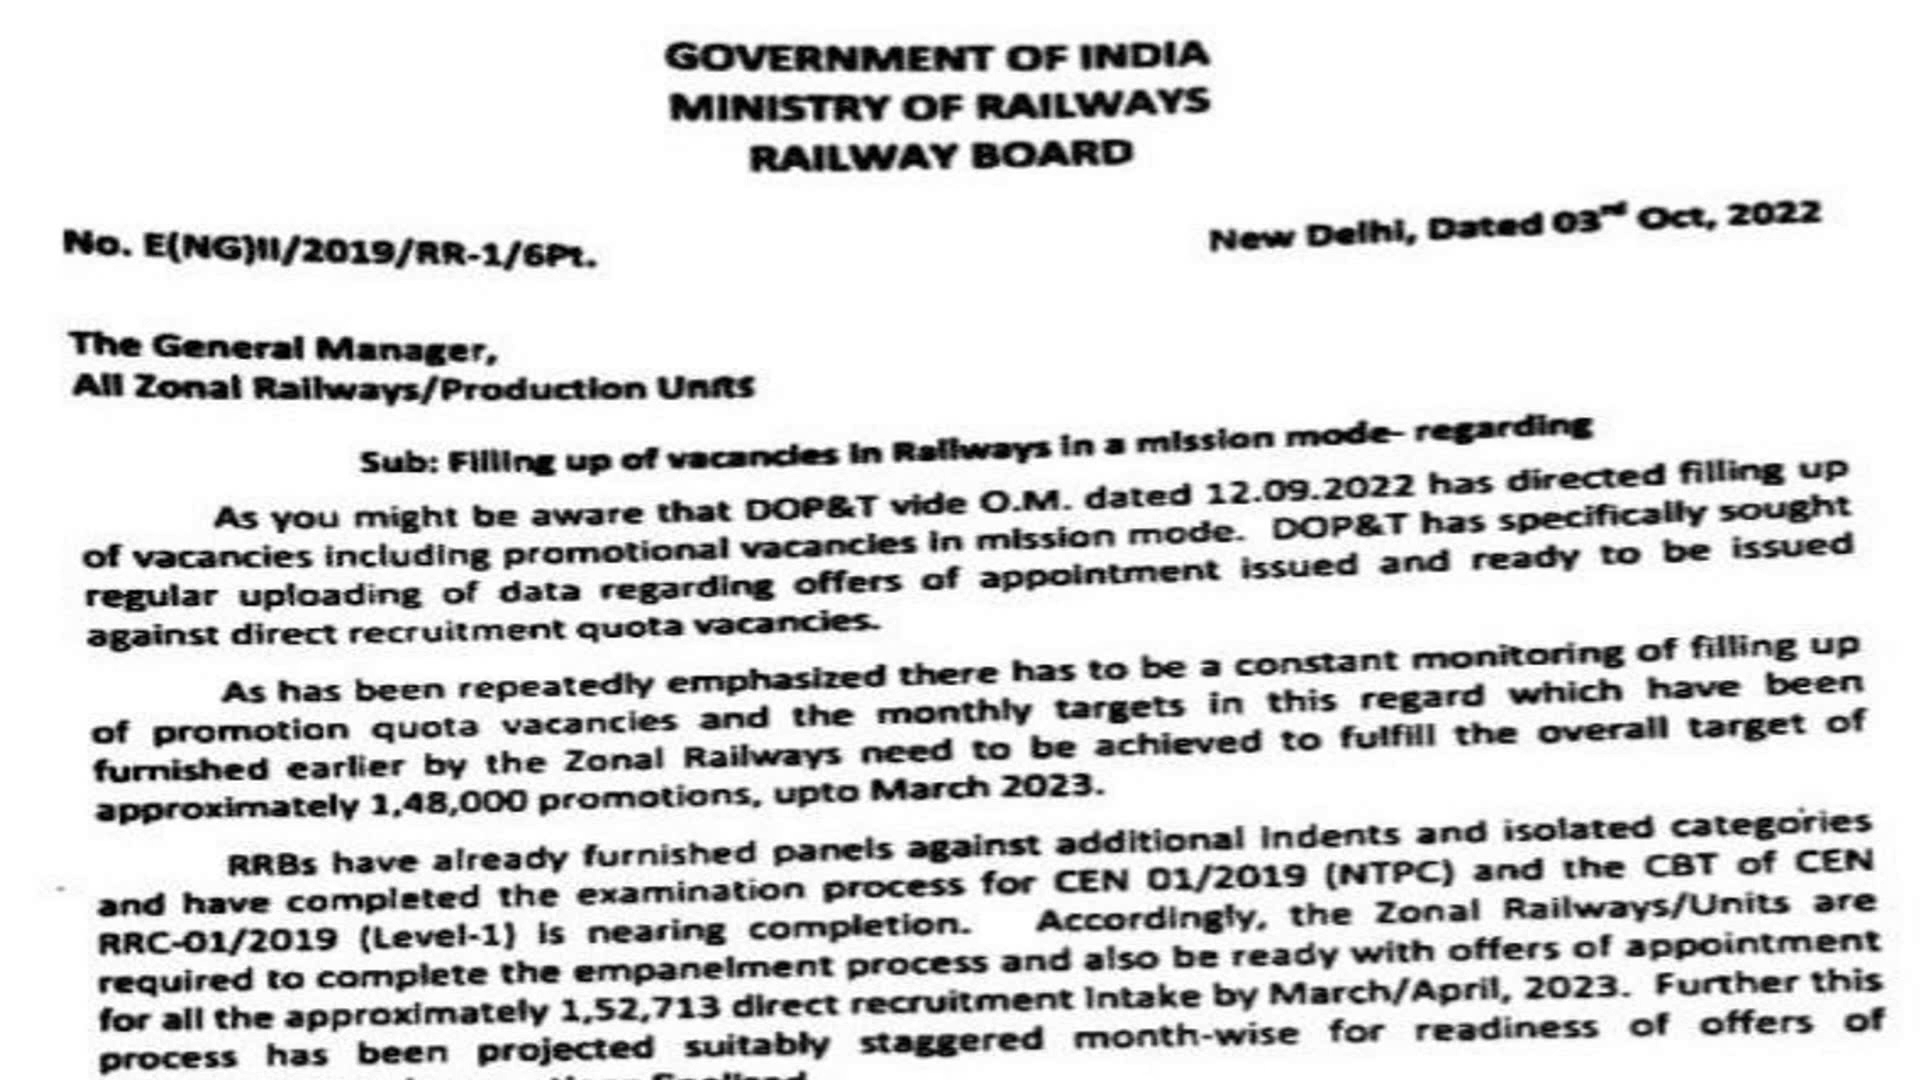 GOVERNMENT OF INDIA
MINISTRY OF RAILWAYS
RAILWAY BOARD
No. E(NG)II/2019/RR-1/6Pt.
New Delhi, Dated 03rd Oct, 2022
The General Manager,
All Zonal Railways/Production Units
Sub: Filling up of vacancies in Railways in a mission mode- regarding
As you might be aware that DOP&T vide O.M. dated 12.09.2022 has directed filling up
of vacancies including promotional vacancies in mission mode. DOP&T has specifically sought
regular uploading of data regarding offers of appointment issued and ready to be issued
against direct recruitment quota vacancies.
As has been repeatedly emphasized there has to be a constant monitoring of filling up
of promotion quota vacancies and the monthly targets in this regard which have been
furnished earlier by the Zonal Railways need to be achieved to fulfill the overall target of
approximately 1,48,000 promotions, upto March 2023.
RRBs have already furnished panels against additional indents and isolated categories
and have completed the examination process for CEN 01/2019 (NTPC) and the CBT of CEN
RRC-01/2019 (Level-1) is nearing completion. Accordingly, the Zonal Railways/Units are
required to complete the empanelment process and also be ready with offers of appointment
for all the approximately 1,52,713 direct recruitment intake by March/April, 2023. Further this
process has been projected suitably staggered month-wise for readiness of offers of